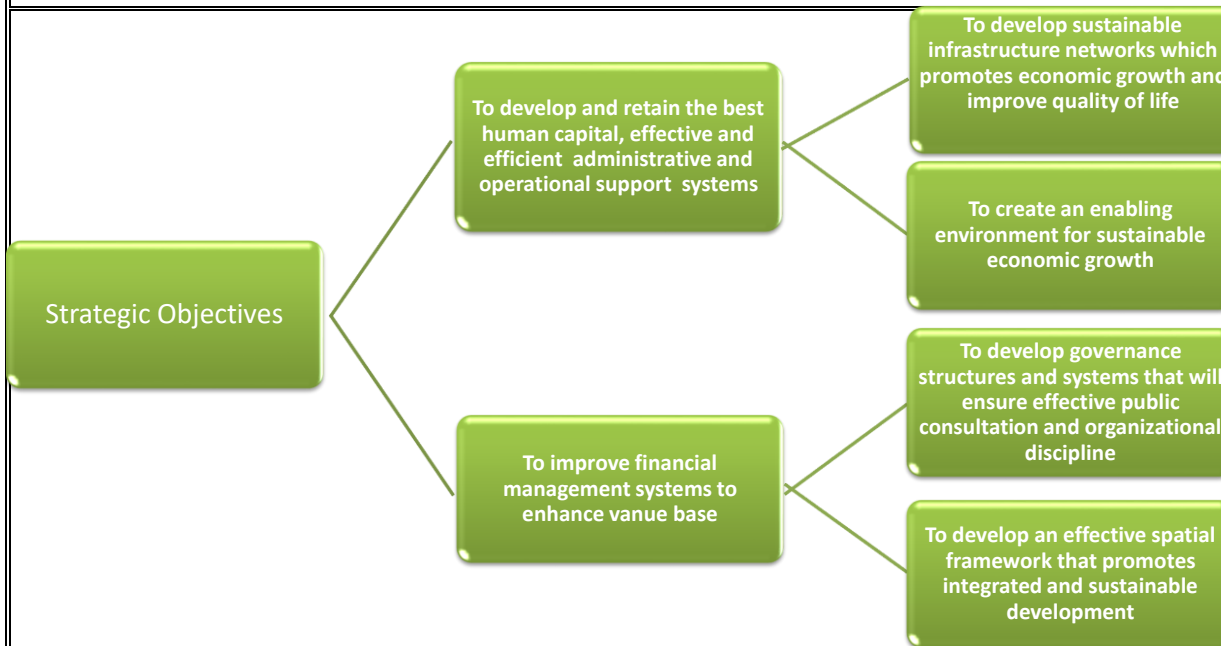 Strategic Objectives
To develop and retain the best
human capital, effective and
efficient administrative and
operational support systems
To improve financial
management systems to
enhance vanue base
To develop sustainable
infrastructure networks which
promotes economic growth and
improve quality of life
To create an enabling
environment for sustainable
economic growth
To develop governance
structures and systems that will
ensure effective public
consultation and organizational
discipline
To develop an effective spatial
framework that promotes
integrated and sustainable
development